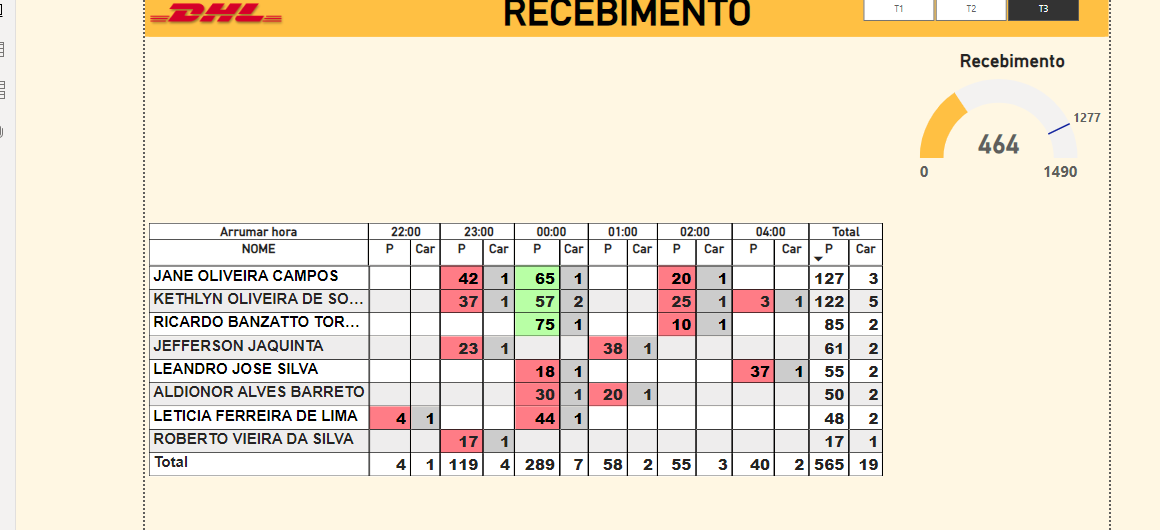 DHL RECEBIMENTO T1 T2 T3
Recebimento
1277
464
0 1490
Arrumar hora 22:00 23:00 00:00 01:00 02:00 04:00 Total
NOME P Car P Car P Car P Car P Car P Car P Car
JANE OLIVEIRA CAMPOS 42 1 65 1 20 1 127 3
KETHLYN OLIVEIRA DE SO... 37 1 57 2 25 1 3 1 122 5
RICARDO BANZATTO TOR... 75 1 10 1 85 2
JEFFERSON JAQUINTA 23 1 38 1 61 2
LEANDRO JOSE SILVA 18 1 37 1 55 2
ALDIONOR ALVES BARRETO 30 1 20 1 50 2
LETICIA FERREIRA DE LIMA 4 1 44 1 48 2
ROBERTO VIEIRA DA SILVA 17 1 17 1
Total 4 1 119 4 289 7 58 2 55 3 40 2 565 19